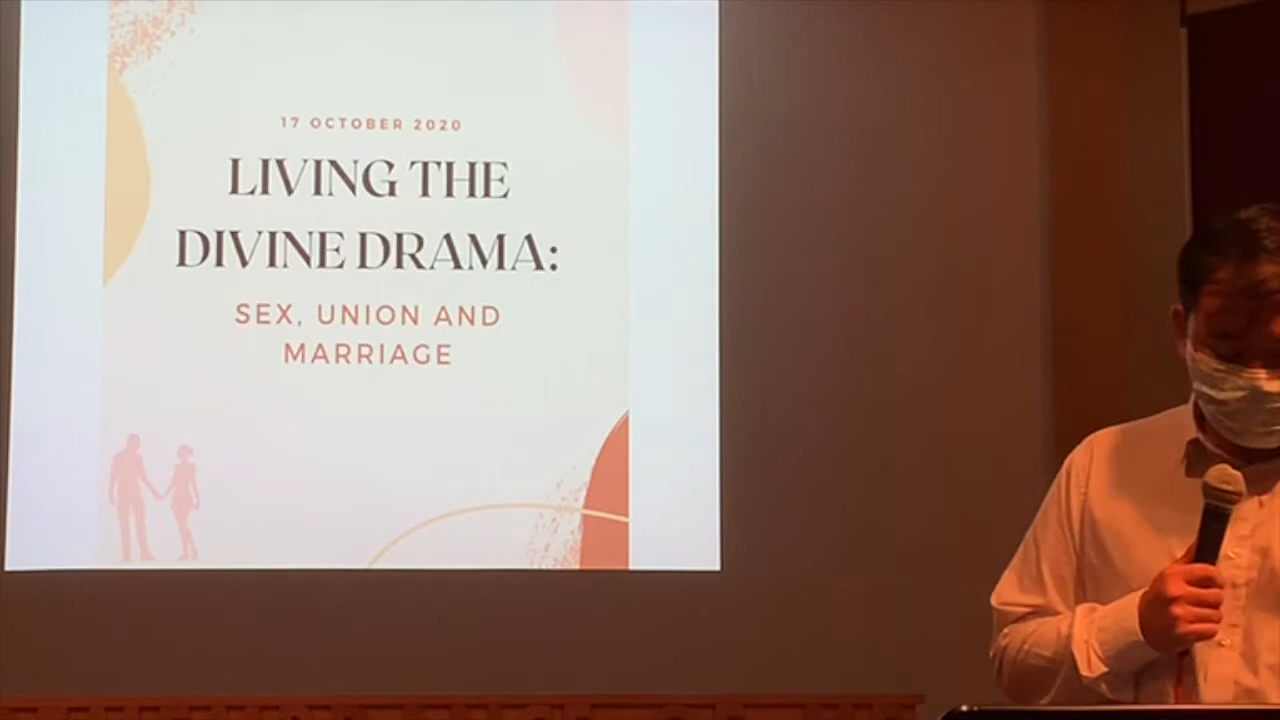 17 OCTOBER 2020
LIVING THE
DIVINE DRAMA:
SEX, UNION AND
MARRIAGE